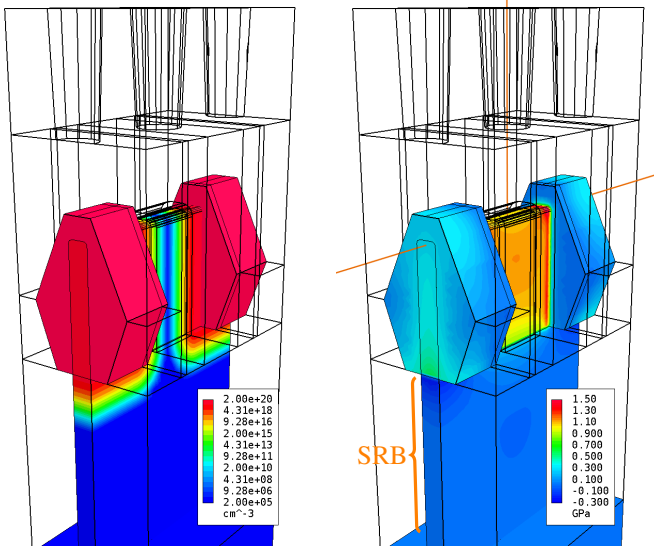 2.00e+20
4.31e+18
9.28e+16
2.00e+15
4.31e+13
9.28e+11
2.00e+10
4.31e+08
9.28e+06
2.00e+05
cm^-3
SRB
1.50
1.30
1.10
0.900
0.700
0.500
0.300
0.100
-0.100
-0.300
GPa